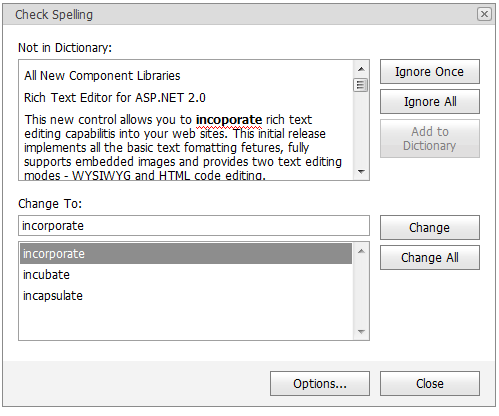 Check Spelling
Not in Dictionary:
All New Component Libraries
Rich Text Editor for ASP.NET 2.0
This new control allows you to incoporate rich text
editing capabilitis into your web sites. This initial release
implements all the basic text fomatting fetures, fully
supports embedded images and provides two text editing
modes - WYSIWYG and HTML code editing.
Ignore Once
Ignore All
Add to
Dictionary
Change To:
incorporate
Change
incorporate
incubate
incapsulate
Change All
Options...
Close